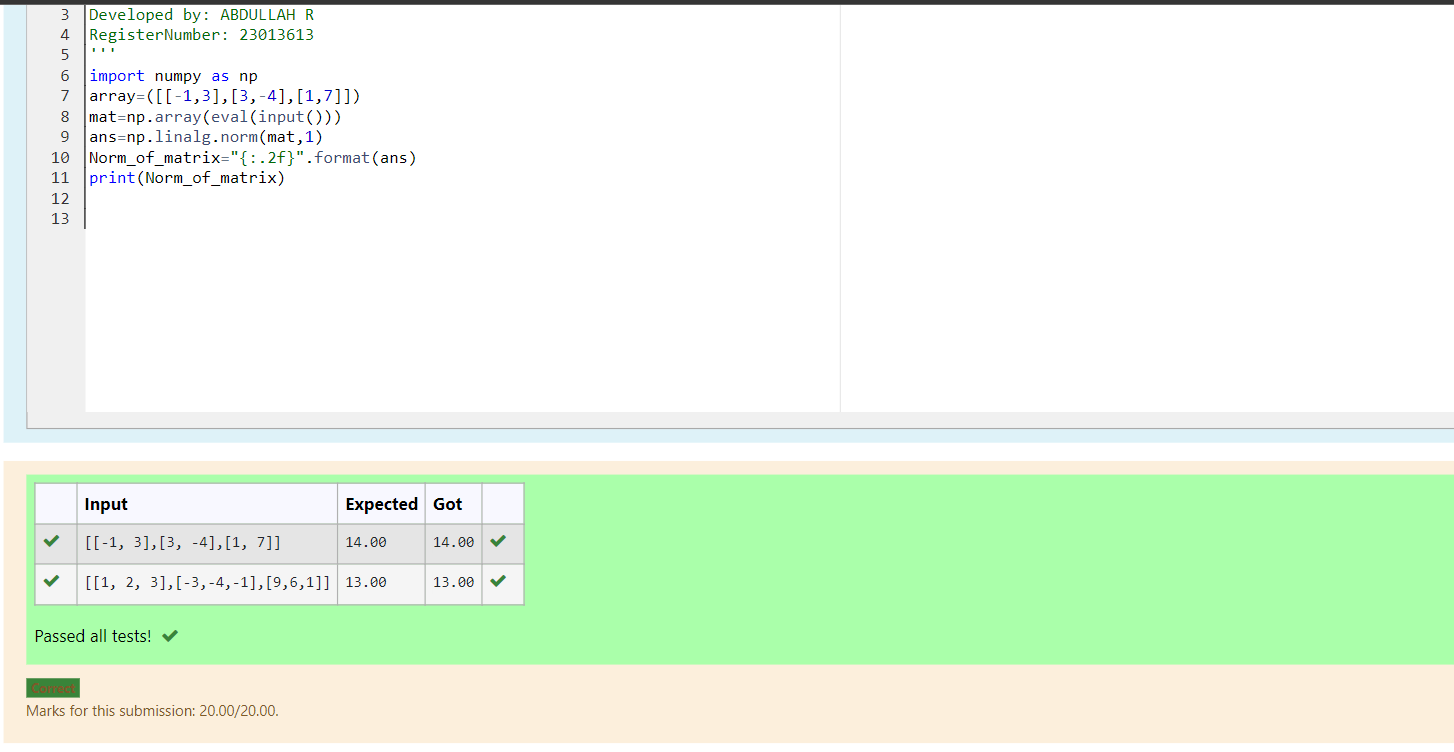 3 Developed by: ABDULLAH R
4 RegisterNumber: 23013613
5 '''
6 import numpy as np
7 array=([[-1,3],[3,-4],[1,7]])
8 mat=np.array(eval(input()))
9 ans=np.linalg.norm(mat,1)
10 Norm_of_matrix="{:.2f}".format(ans)
11 print(Norm_of_matrix)
12
13
Input Expected Got
[[-1, 3],[3, -4],[1, 7]] 14.00 14.00
[[1, 2, 3],[-3,-4,-1],[9,6,1]] 13.00 13.00
Passed all tests!
Correct
Marks for this submission: 20.00/20.00.